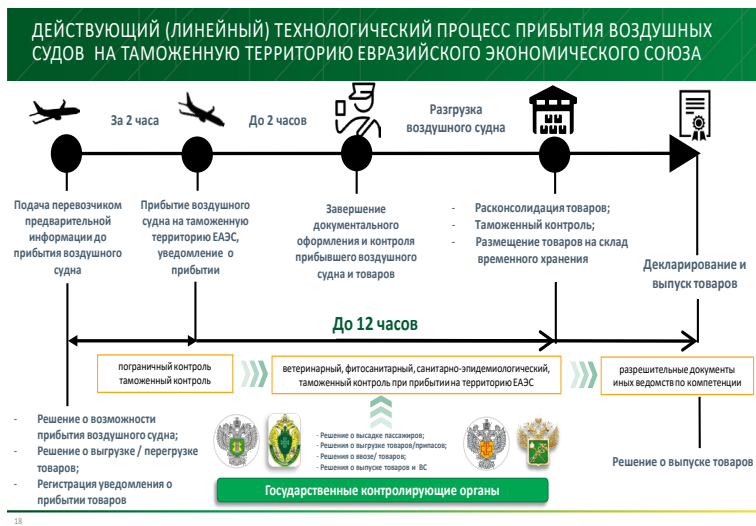 ДЕЙСТВУЮЩИЙ (ЛИНЕЙНЫЙ) ТЕХНОЛОГИЧЕСКИЙ ПРОЦЕСС ПРИБЫТИЯ ВОЗДУШНЫХ
СУДОВ НА ТАМОЖЕННУЮ ТЕРРИТОРИЮ ЕВРАЗИЙСКОГО ЭКОНОМИЧЕСКОГО СОЮЗА
За 2 часа
До 2 часов
Разгрузка
воздушного судна
Подача перевозчиком
предварительной
информации до
прибытия воздушного
судна
Прибытие воздушного
судна на таможенную
территорию ЕАЭС,
уведомление о
прибытии
Завершение
документального
оформления и контроля
прибывшего воздушного
судна и товаров
- Расконсолидация товаров;
- Таможенный контроль;
- Размещение товаров на склад
временного хранения
Декларирование и
выпуск товаров
До 12 часов
пограничный контроль
таможенный контроль
ветеринарный, фитосанитарный, санитарно-эпидемиологический,
таможенный контроль при прибытии на территорию ЕАЭС
разрешительные документы
иных ведомств по компетенции
- Решение о возможности
прибытия воздушного судна;
- Решение о выгрузке / перегрузке
товаров;
- Регистрация уведомления о
прибытии товаров
- Решение о высадке пассажиров;
- Решения о выгрузке товаров/припасов;
- Решения о ввозе/ товаров;
- Решения о выпуске товаров и ВС
Решение о выпуске товаров
Государственные контролирующие органы
18